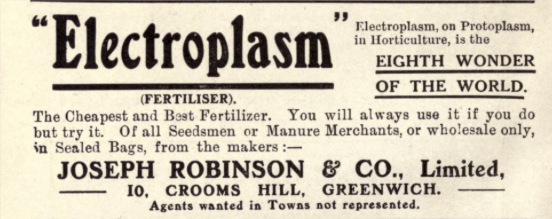 "Electroplasm"
(FERTILISER).
Electroplasm, on Protoplasm,
in Horticulture, is the
EIGHTH WONDER
OF THE WORLD.
The Cheapest and Best Fertilizer. You will always use it if you do
but try it. Of all Seedsmen or Manure Merchants, or wholesale only,
in Sealed Bags, from the makers :—
JOSEPH ROBINSON & CO., Limited,
10, CROOMS HILL, GREENWICH.
Agents wanted in Towns not represented.